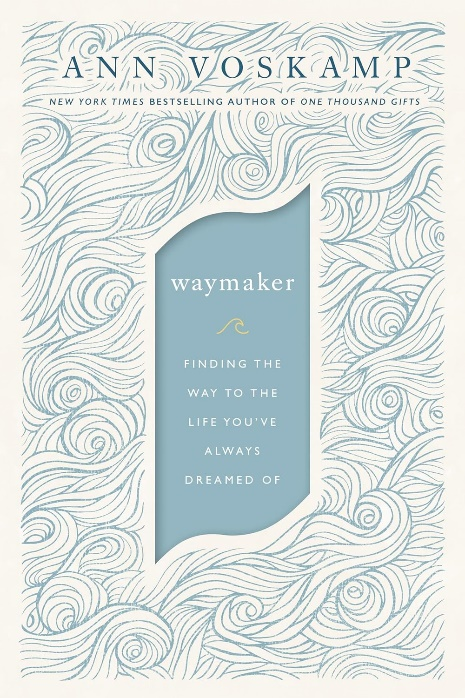 ANN VOSKAMP
NEW YORK TIMES BESTSELLING AUTHOR OF ONE THOUSAND GIFTS
waymaker
FINDING THE
WAY TO THE
LIFE YOU'VE
ALWAYS
DREAMED OF